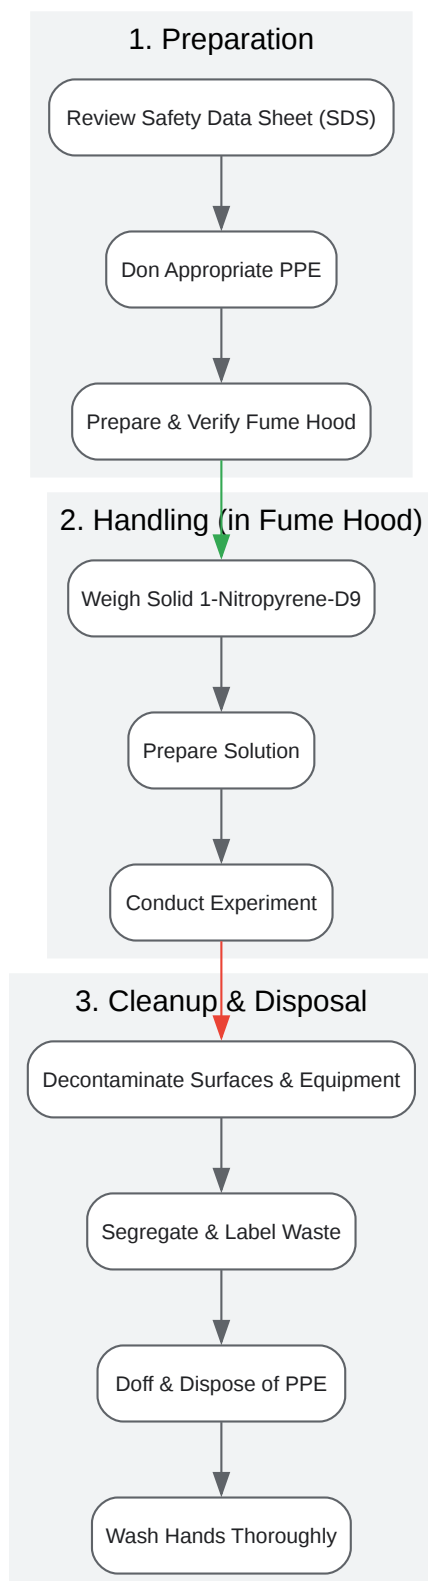 1. Preparation
Review Safety Data Sheet (SDS)
Don Appropriate PPE
Prepare & Verify Fume Hood
2. Handling (in Fume Hood)
Weigh Solid 1-Nitropyrene-D9
Prepare Solution
Conduct Experiment
3. Cleanup & Disposal
Decontaminate Surfaces & Equipment
Segregate & Label Waste
Doff & Dispose of PPE
Wash Hands Thoroughly